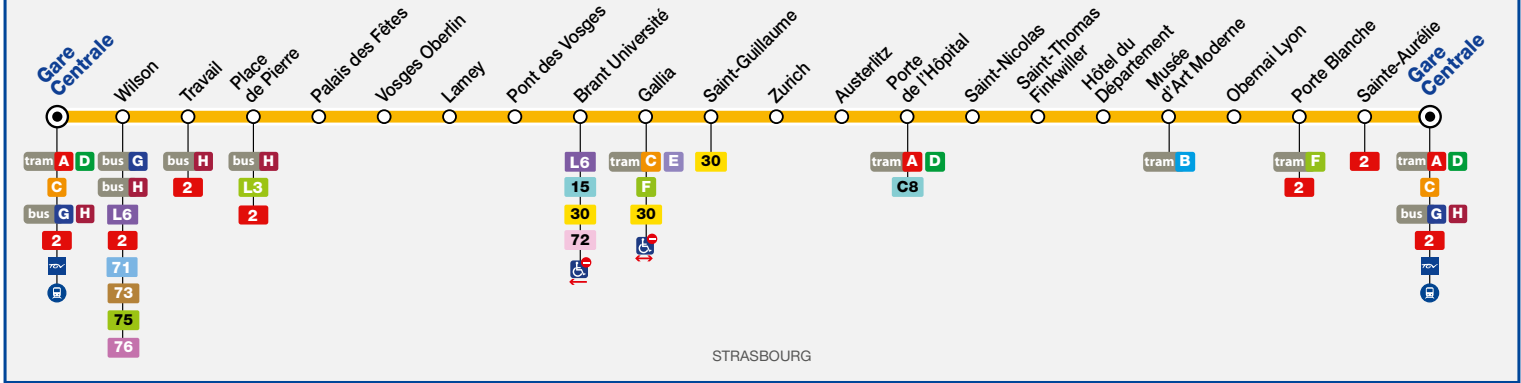 Gare
Centrale
Wilson
Travail
Place
de Pierre
Palais des Fêtes
Vosges Oberlin
Lamey
Pont des Vosges
Brant Université
Gallia
Saint-Guillaume
Zurich
Austerlitz
Porte
de l'Hôpital
Saint-Nicolas
Saint-Thomas
Finkwiller
Hôtel du
Département
Musée
d'Art Moderne
Obernai Lyon
Porte Blanche
Sainte-Aurélie
Gare
Centrale
tram A D
C
bus G H
2
TGV
bus G
bus H
L6
2
71
73
75
76
bus H
2
bus H
L3
2
L6
15
30
72
tram C E
F
30
30
tram A D
C8
tram B
tram F
2
2
tram A D
C
bus G H
2
TGV
STRASBOURG